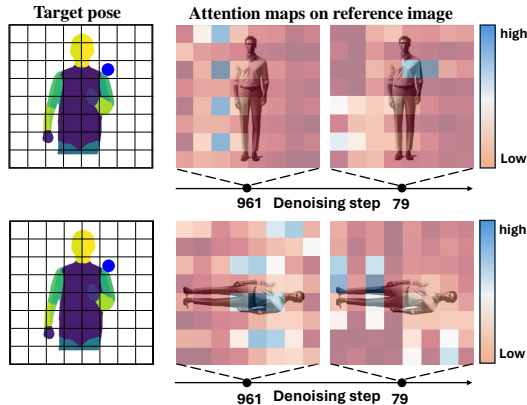 Target pose
Attention maps on reference image
high
Low
961 Denoising step 79
high
Low
961 Denoising step 79